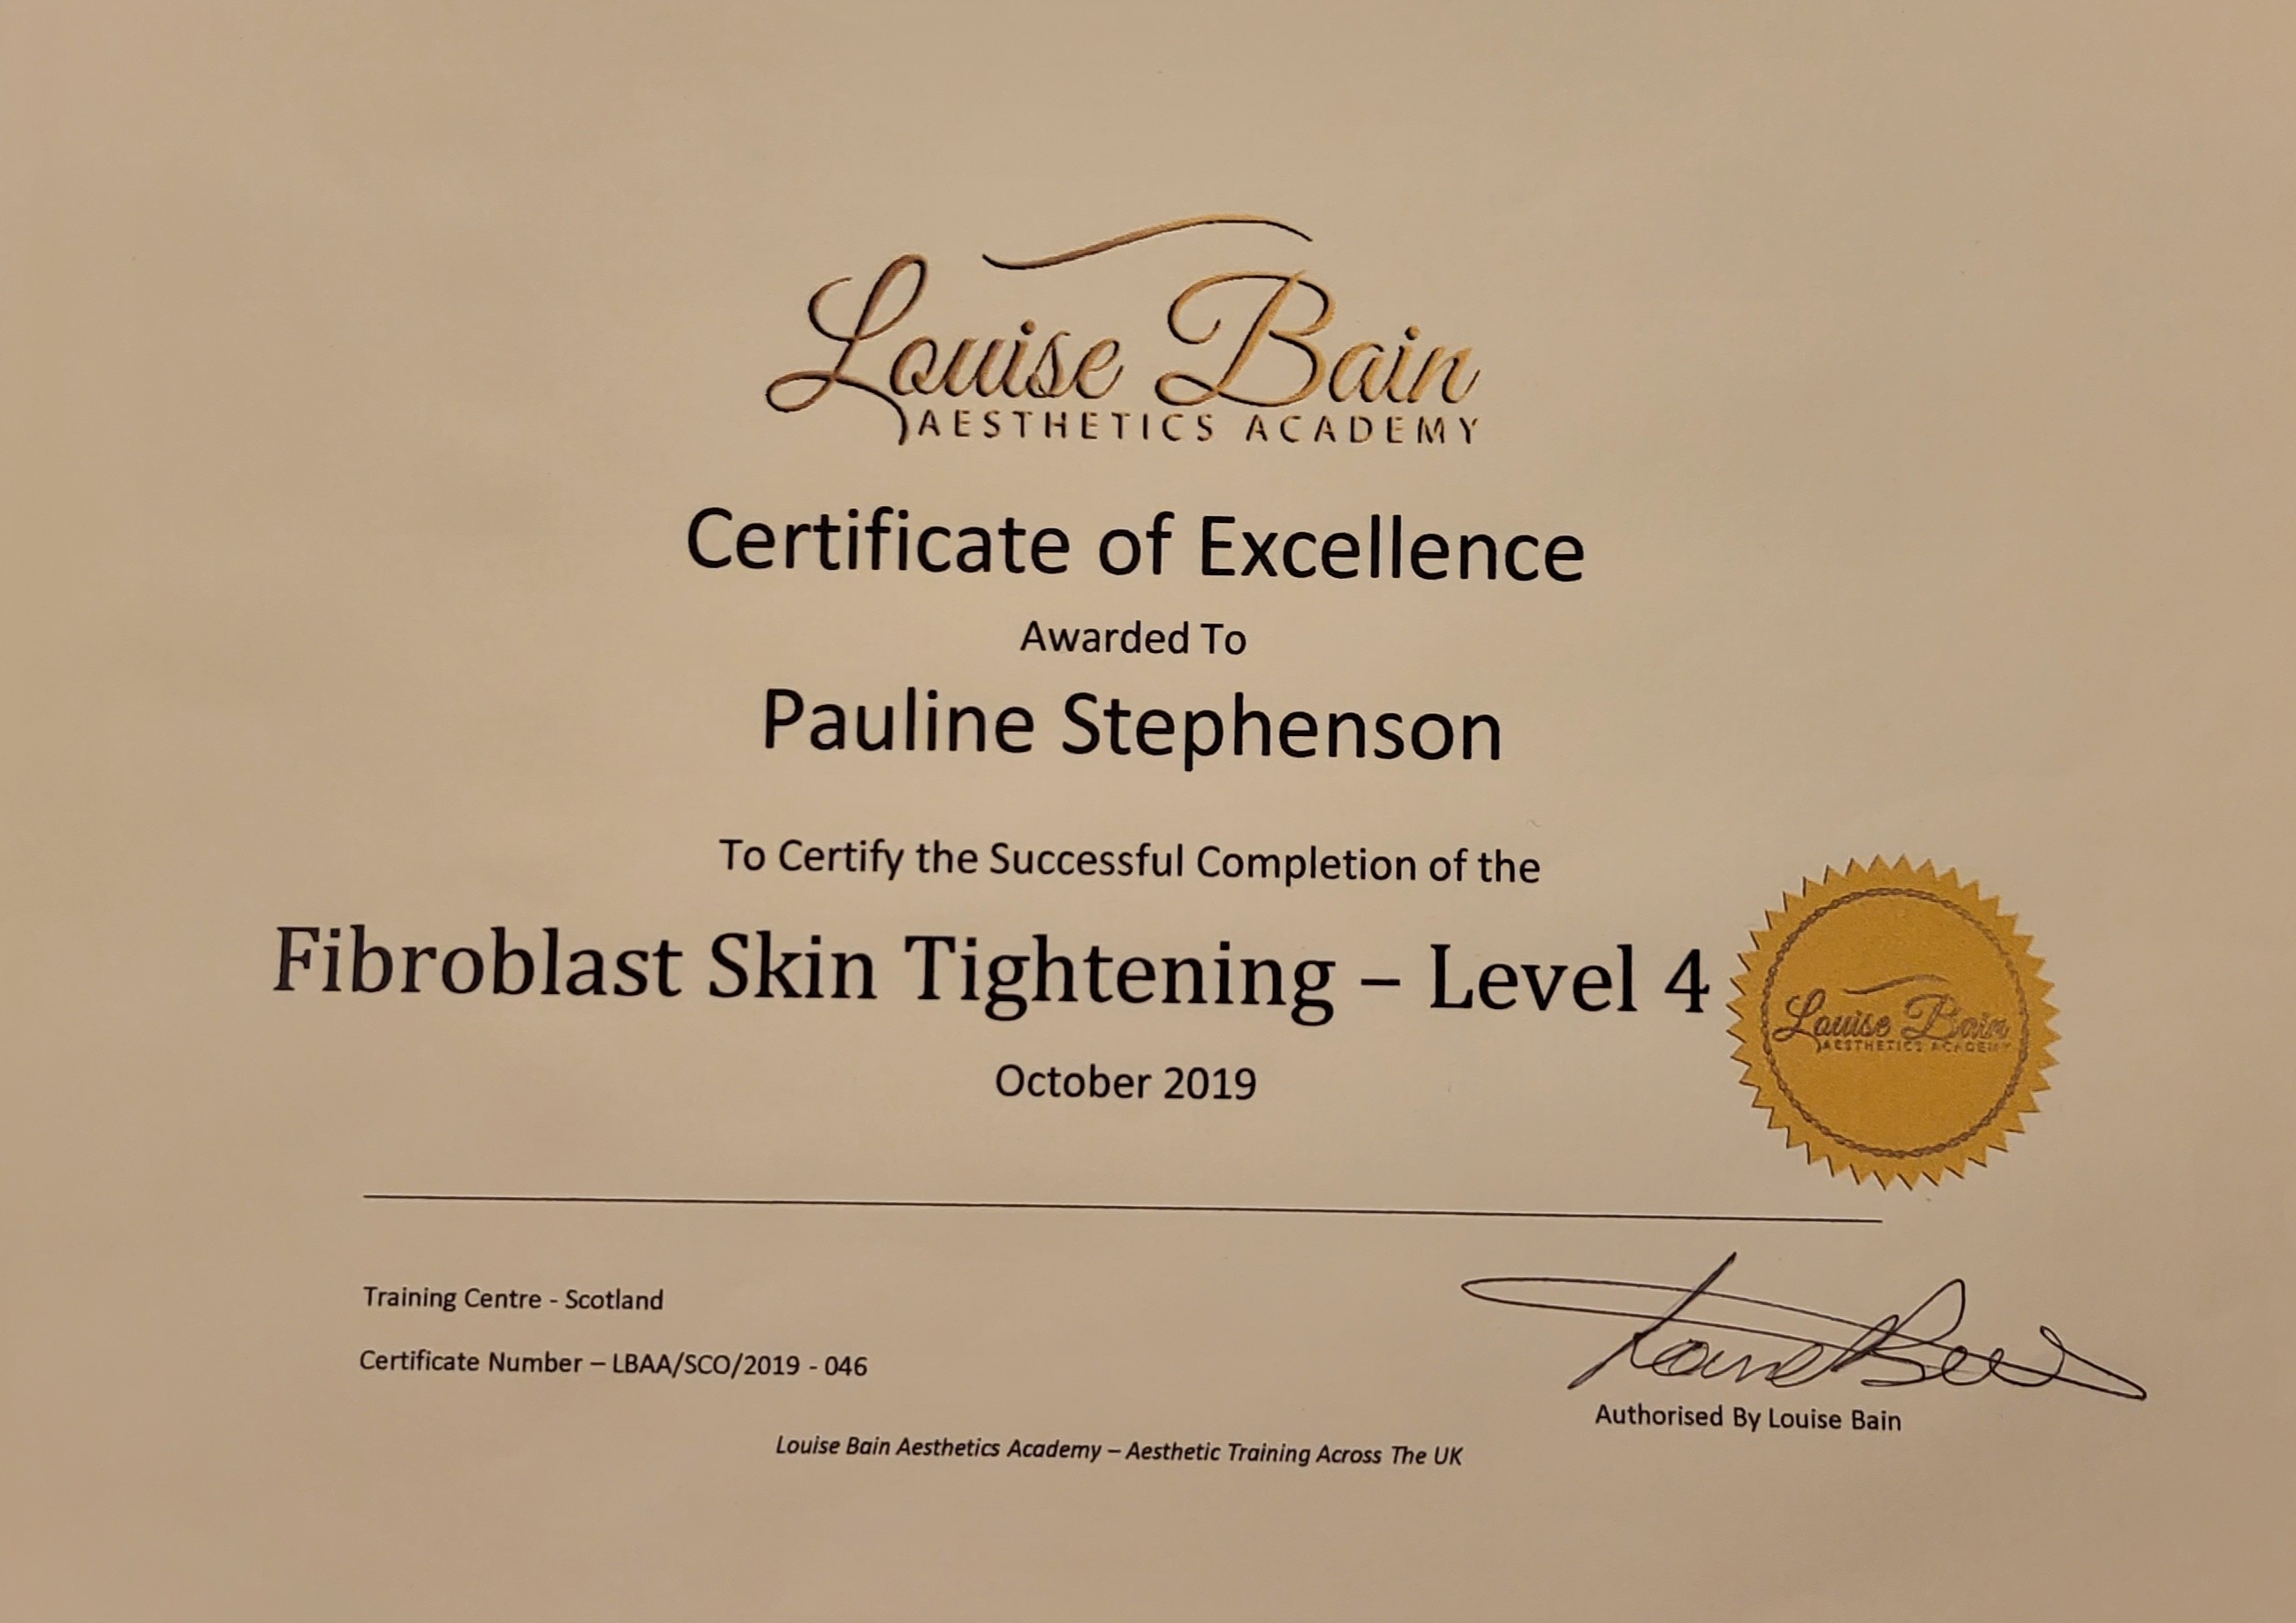 Louise Bain
AESTHETICS ACADEMY
Certificate of Excellence
Awarded To
Pauline Stephenson
To Certify the Successful Completion of the
Fibroblast Skin Tightening – Level 4
Louise Bain
AESTHETICS ACADEMY
October 2019
Training Centre - Scotland
Certificate Number – LBAA/SCO/2019 - 046
Louise Bain
Authorised By Louise Bain
Louise Bain Aesthetics Academy – Aesthetic Training Across The UK